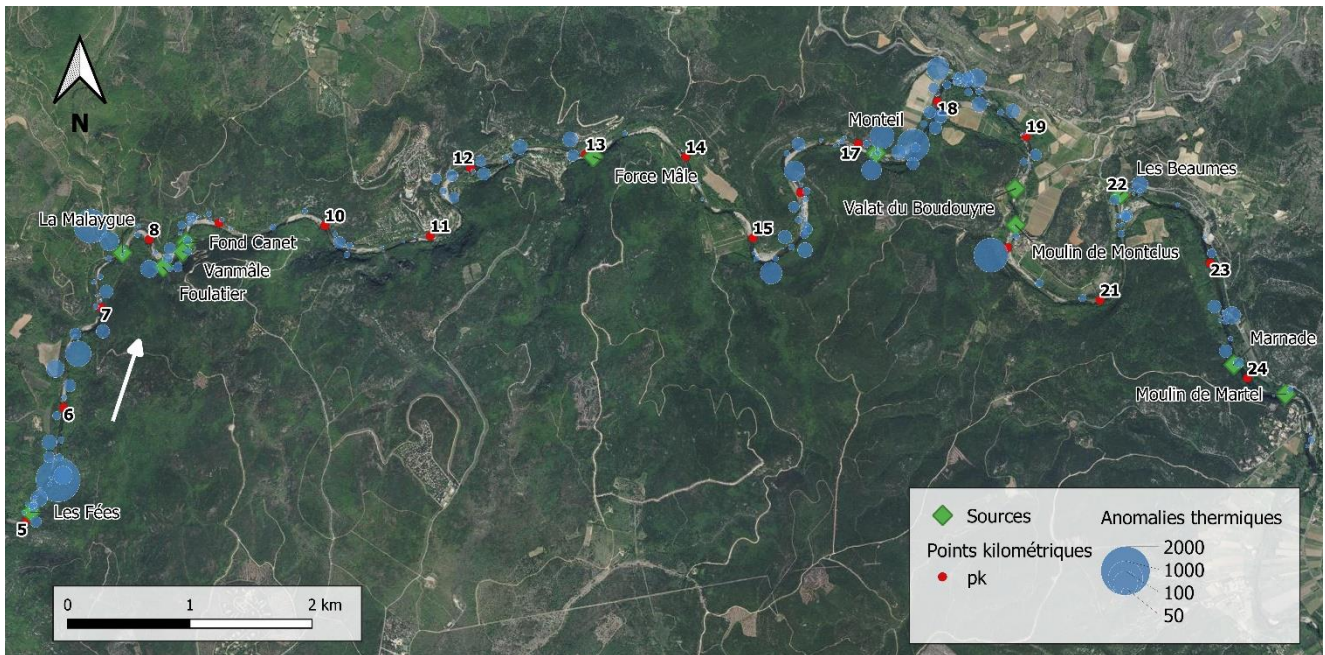 N
La Malaygue
8
Fond Canet
Vanmâle
Foulatier
7
6
5
Les Fées
10
11
12
13
Force Mâle
14
15
Monteil
17
18
19
Valat du Boudouyre
Moulin de Montclus
21
22
Les Beaumes
23
Marnade
24
Moulin de Martel
0 1 2 km
Sources
Points kilométriques
pk
Anomalies thermiques
2000
1000
100
50